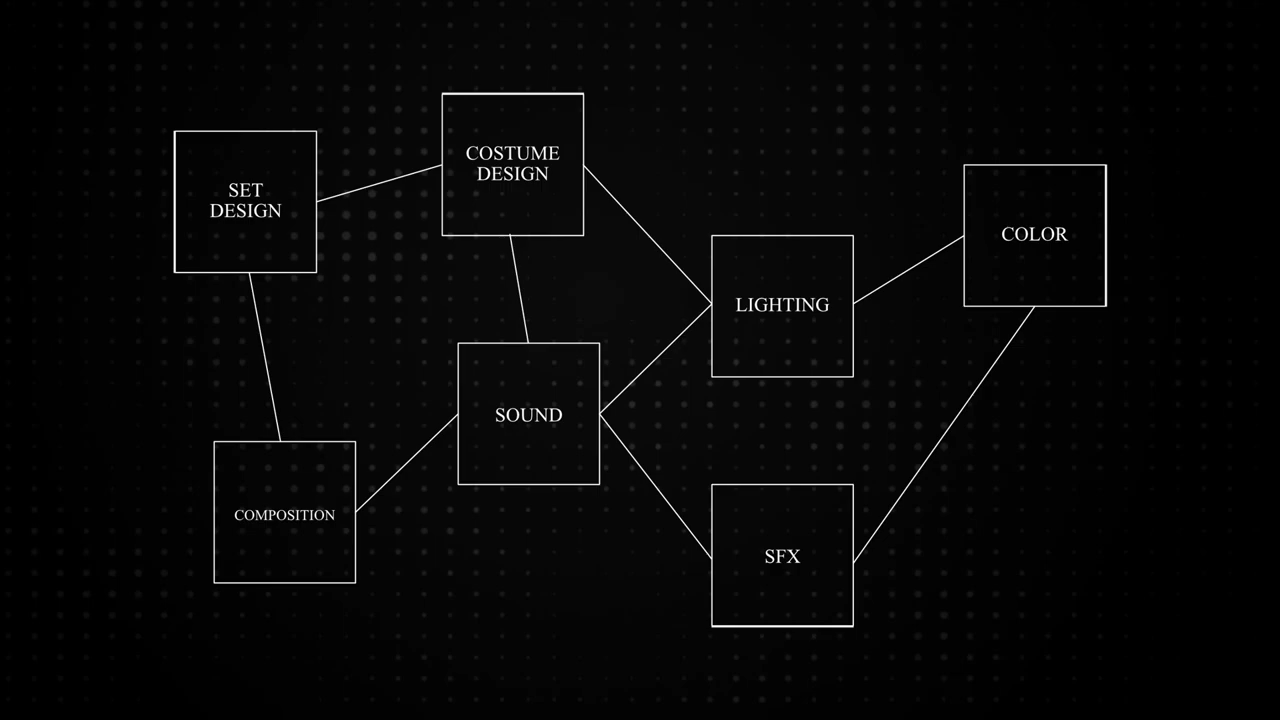 SET
DESIGN
COSTUME
DESIGN
LIGHTING
COLOR
SOUND
COMPOSITION
SFX